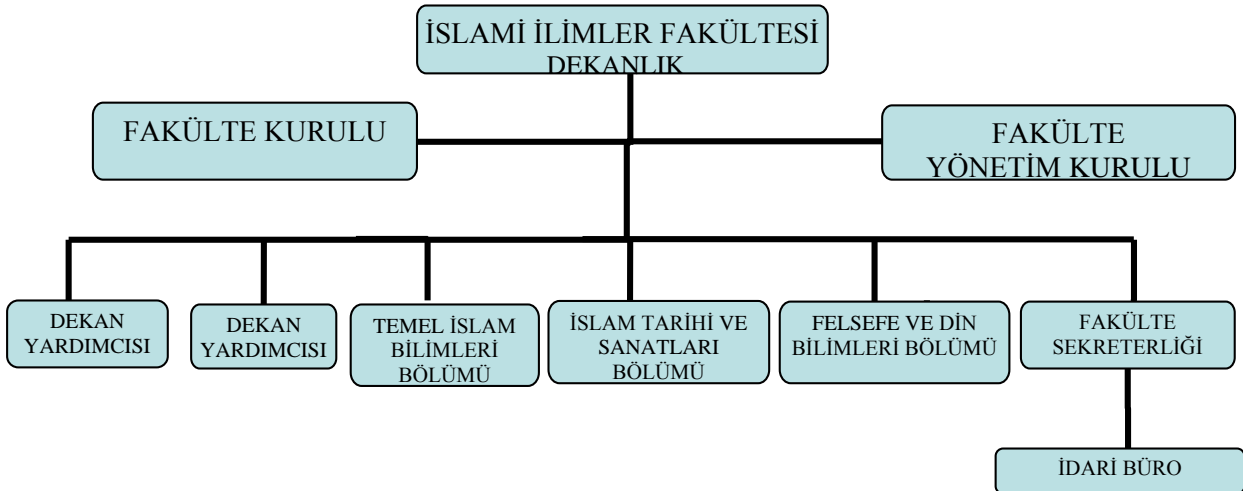 İSLAMİ İLİMLER FAKÜLTESİ
DEKANLIK
FAKÜLTE KURULU
FAKÜLTE
YÖNETİM KURULU
DEKAN
YARDIMCISI
DEKAN
YARDIMCISI
TEMEL İSLAM
BİLİMLERİ
BÖLÜMÜ
İSLAM TARİHİ VE
SANATLARI
BÖLÜMÜ
FELSEFE VE DİN
BİLİMLERİ BÖLÜMÜ
FAKÜLTE
SEKRETERLİĞİ
İDARİ BÜRO